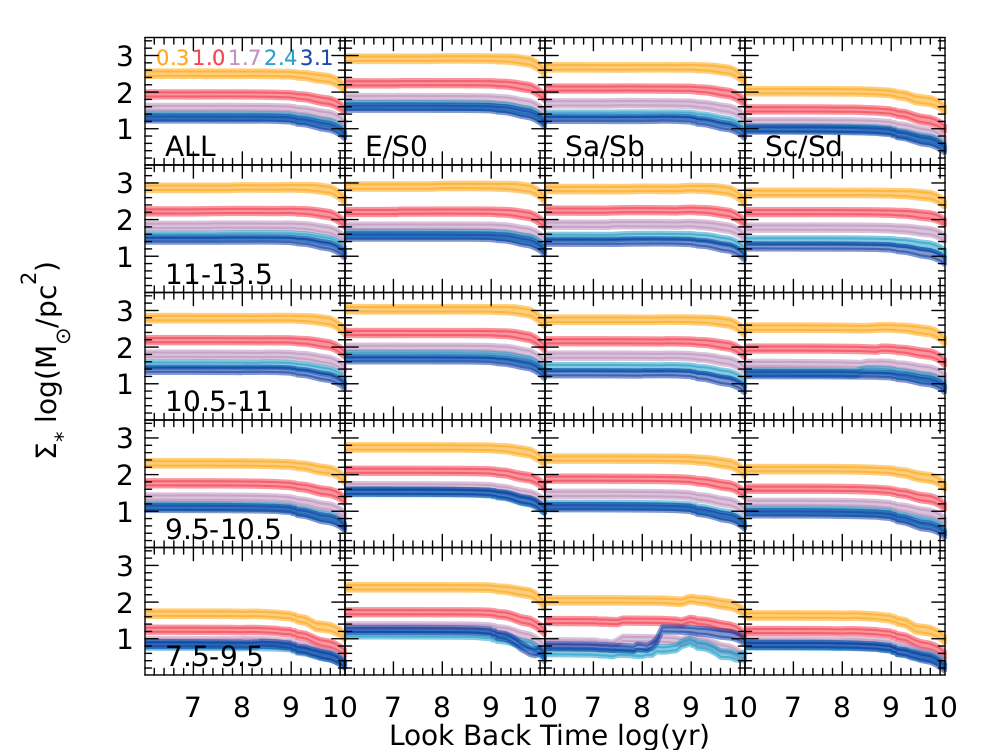 Σ* log(M⊙/pc²)
0.3 1.0 1.7 2.4 3.1
3
2
1
ALL
E/S0
Sa/Sb
Sc/Sd
3
2
1
11-13.5
3
2
1
10.5-11
3
2
1
9.5-10.5
3
2
1
7.5-9.5
7 8 9 10 7 8 9 10 7 8 9 10 7 8 9 10
Look Back Time log(yr)